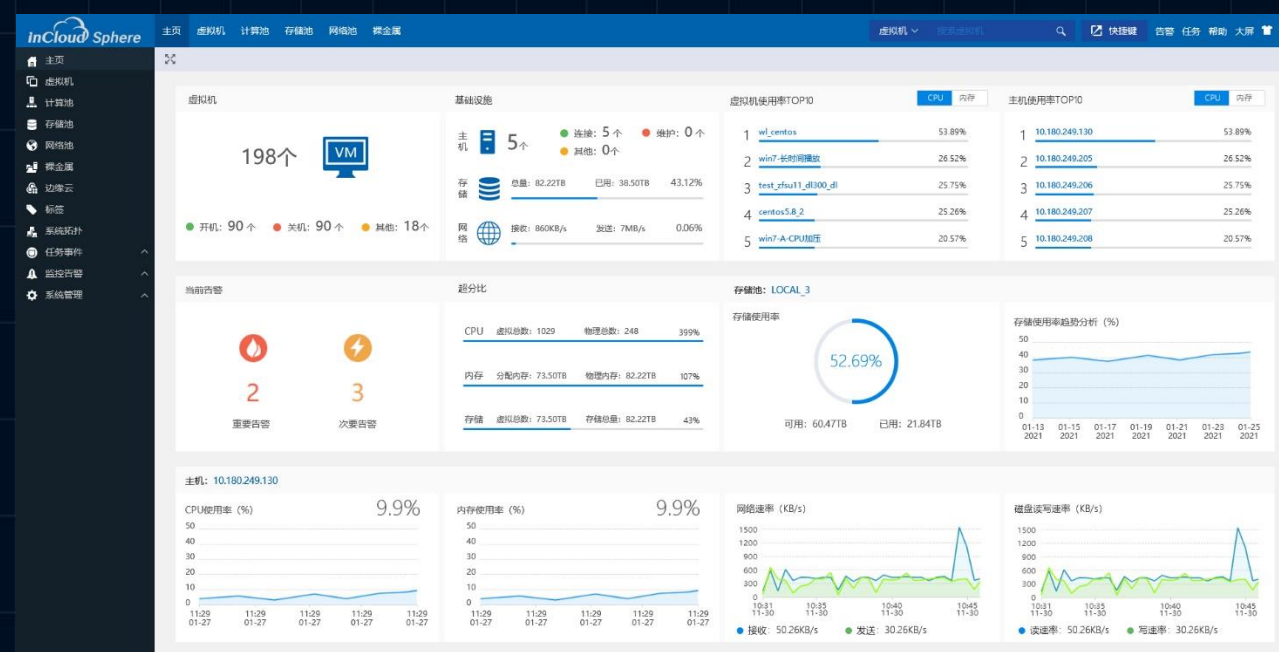 inCloud Sphere
主页 虚拟机 计算池 存储池 网络池 裸金属
虚拟机 搜索虚拟机 快捷键 告警 任务 帮助 大屏
主页
虚拟机
计算池
存储池
网络池
裸金属
边缘云
标签
系统拓扑
任务事件
监控告警
系统管理
虚拟机
198个
VM
开机: 90个 关机: 90个 其他: 18个
基础设施
主机 5个 连接: 5个 维护: 0个
其他: 0个
存储 总量: 82.22TB 已用: 38.50TB 43.12%
网络 接收: 860KB/s 发送: 7MB/s 0.06%
虚拟机使用率TOP10 CPU 内存
1 wl_centos 53.89%
2 win7-长时间播放 26.52%
3 test_zfsu11_dl300_dl 25.75%
4 centos5.8_2 25.26%
5 win7-A-CPU加压 20.57%
主机使用率TOP10 CPU 内存
1 10.180.249.130 53.89%
2 10.180.249.205 26.52%
3 10.180.249.206 25.75%
4 10.180.249.207 25.26%
5 10.180.249.208 20.57%
当前告警
2 3
重要告警 次要告警
超分比
CPU 虚拟总数: 1029 物理总数: 248 399%
内存 分配内存: 73.50TB 物理内存: 82.22TB 107%
存储 虚拟总数: 73.50TB 存储总量: 82.22TB 43%
存储池: LOCAL_3
存储使用率
52.69%
可用: 60.47TB 已用: 21.84TB
存储使用率趋势分析 (%)
50
40
30
20
10
0
01-13 01-15 01-17 01-19 01-21 01-23 01-25
2021 2021 2021 2021 2021 2021 2021
主机: 10.180.249.130
CPU使用率 (%) 9.9%
50
40
30
20
10
0
11:29 11:29 11:29 11:29 11:29
01-27 01-27 01-27 01-27 01-27
内存使用率 (%) 9.9%
50
40
30
20
10
0
11:29 11:29 11:29 11:29 11:29
01-27 01-27 01-27 01-27 01-27
网络速率 (KB/s)
1500
1200
900
600
300
0
10:31 10:35 10:40 10:45
11-30 11-30 11-30 11-30
接收: 50.26KB/s 发送: 30.26KB/s
磁盘读写速率 (KB/s)
1500
1200
900
600
300
0
10:31 10:35 10:40 10:45
11-30 11-30 11-30 11-30
读速率: 50.26KB/s 写速率: 30.26KB/s